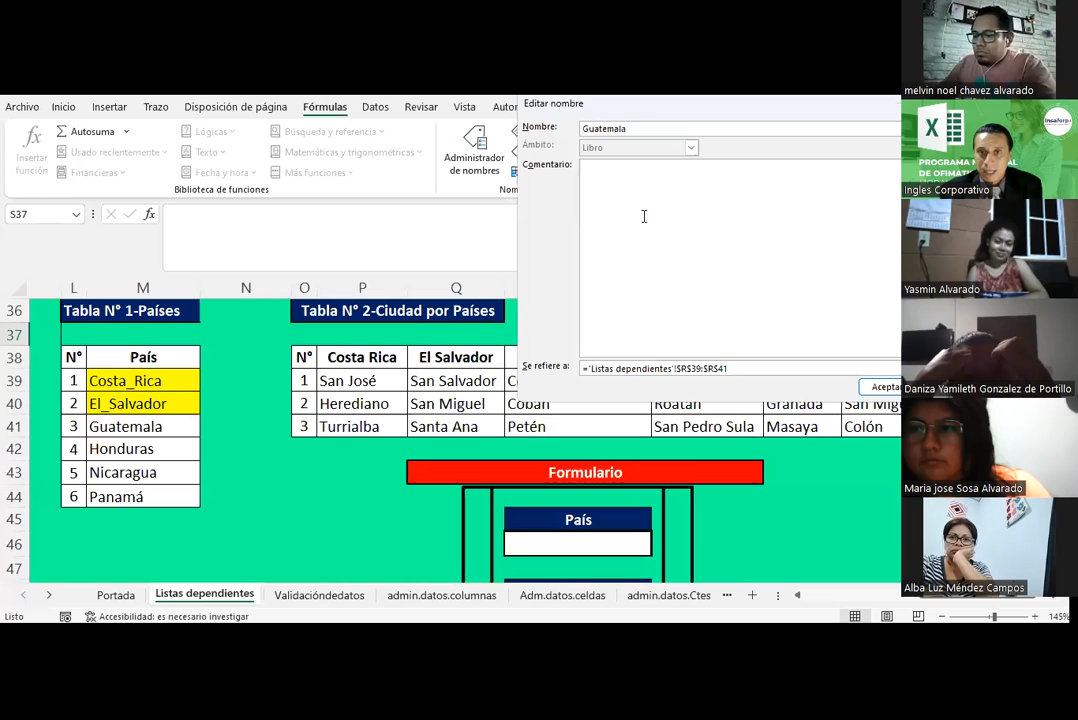 Archivo Inicio Insertar Trazo Disposición de página Fórmulas Datos Revisar Vista
Insertar función
Autosuma
Usado recientemente
Financieras
Lógicas
Texto
Fecha y hora
Búsqueda y referencia
Matemáticas y trigonométricas
Más funciones
Biblioteca de funciones
Administrador de nombres
Editar nombre
Nombre: Guatemala
Ámbito: Libro
Comentario:
Se refiere a: ='Listas dependientes'!$R$39:$R$41
Aceptar
S37
fx
L M N O P Q
36 Tabla N° 1-Países Tabla N° 2-Ciudad por Países
37
38 N° País N° Costa Rica El Salvador
39 1 Costa_Rica 1 San José San Salvador
40 2 El_Salvador 2 Herediano San Miguel Cobán Roatán Granada
41 3 Guatemala 3 Turrialba Santa Ana Petén San Pedro Sula Masaya Colón
42 4 Honduras
43 5 Nicaragua Formulario
44 6 Panamá
45 País
46
47
Portada Listas dependientes Validacióndedatos admin.datos.columnas Adm.datos.celdas admin.datos.Ctes ... +
Listo Accesibilidad: es necesario investigar 145%
melvin noel chavez alvarado
Ingles Corporativo
Yasmin Alvarado
Daniza Yamileth Gonzalez de Portillo
Maria jose Sosa Alvarado
Alba Luz Méndez Campos